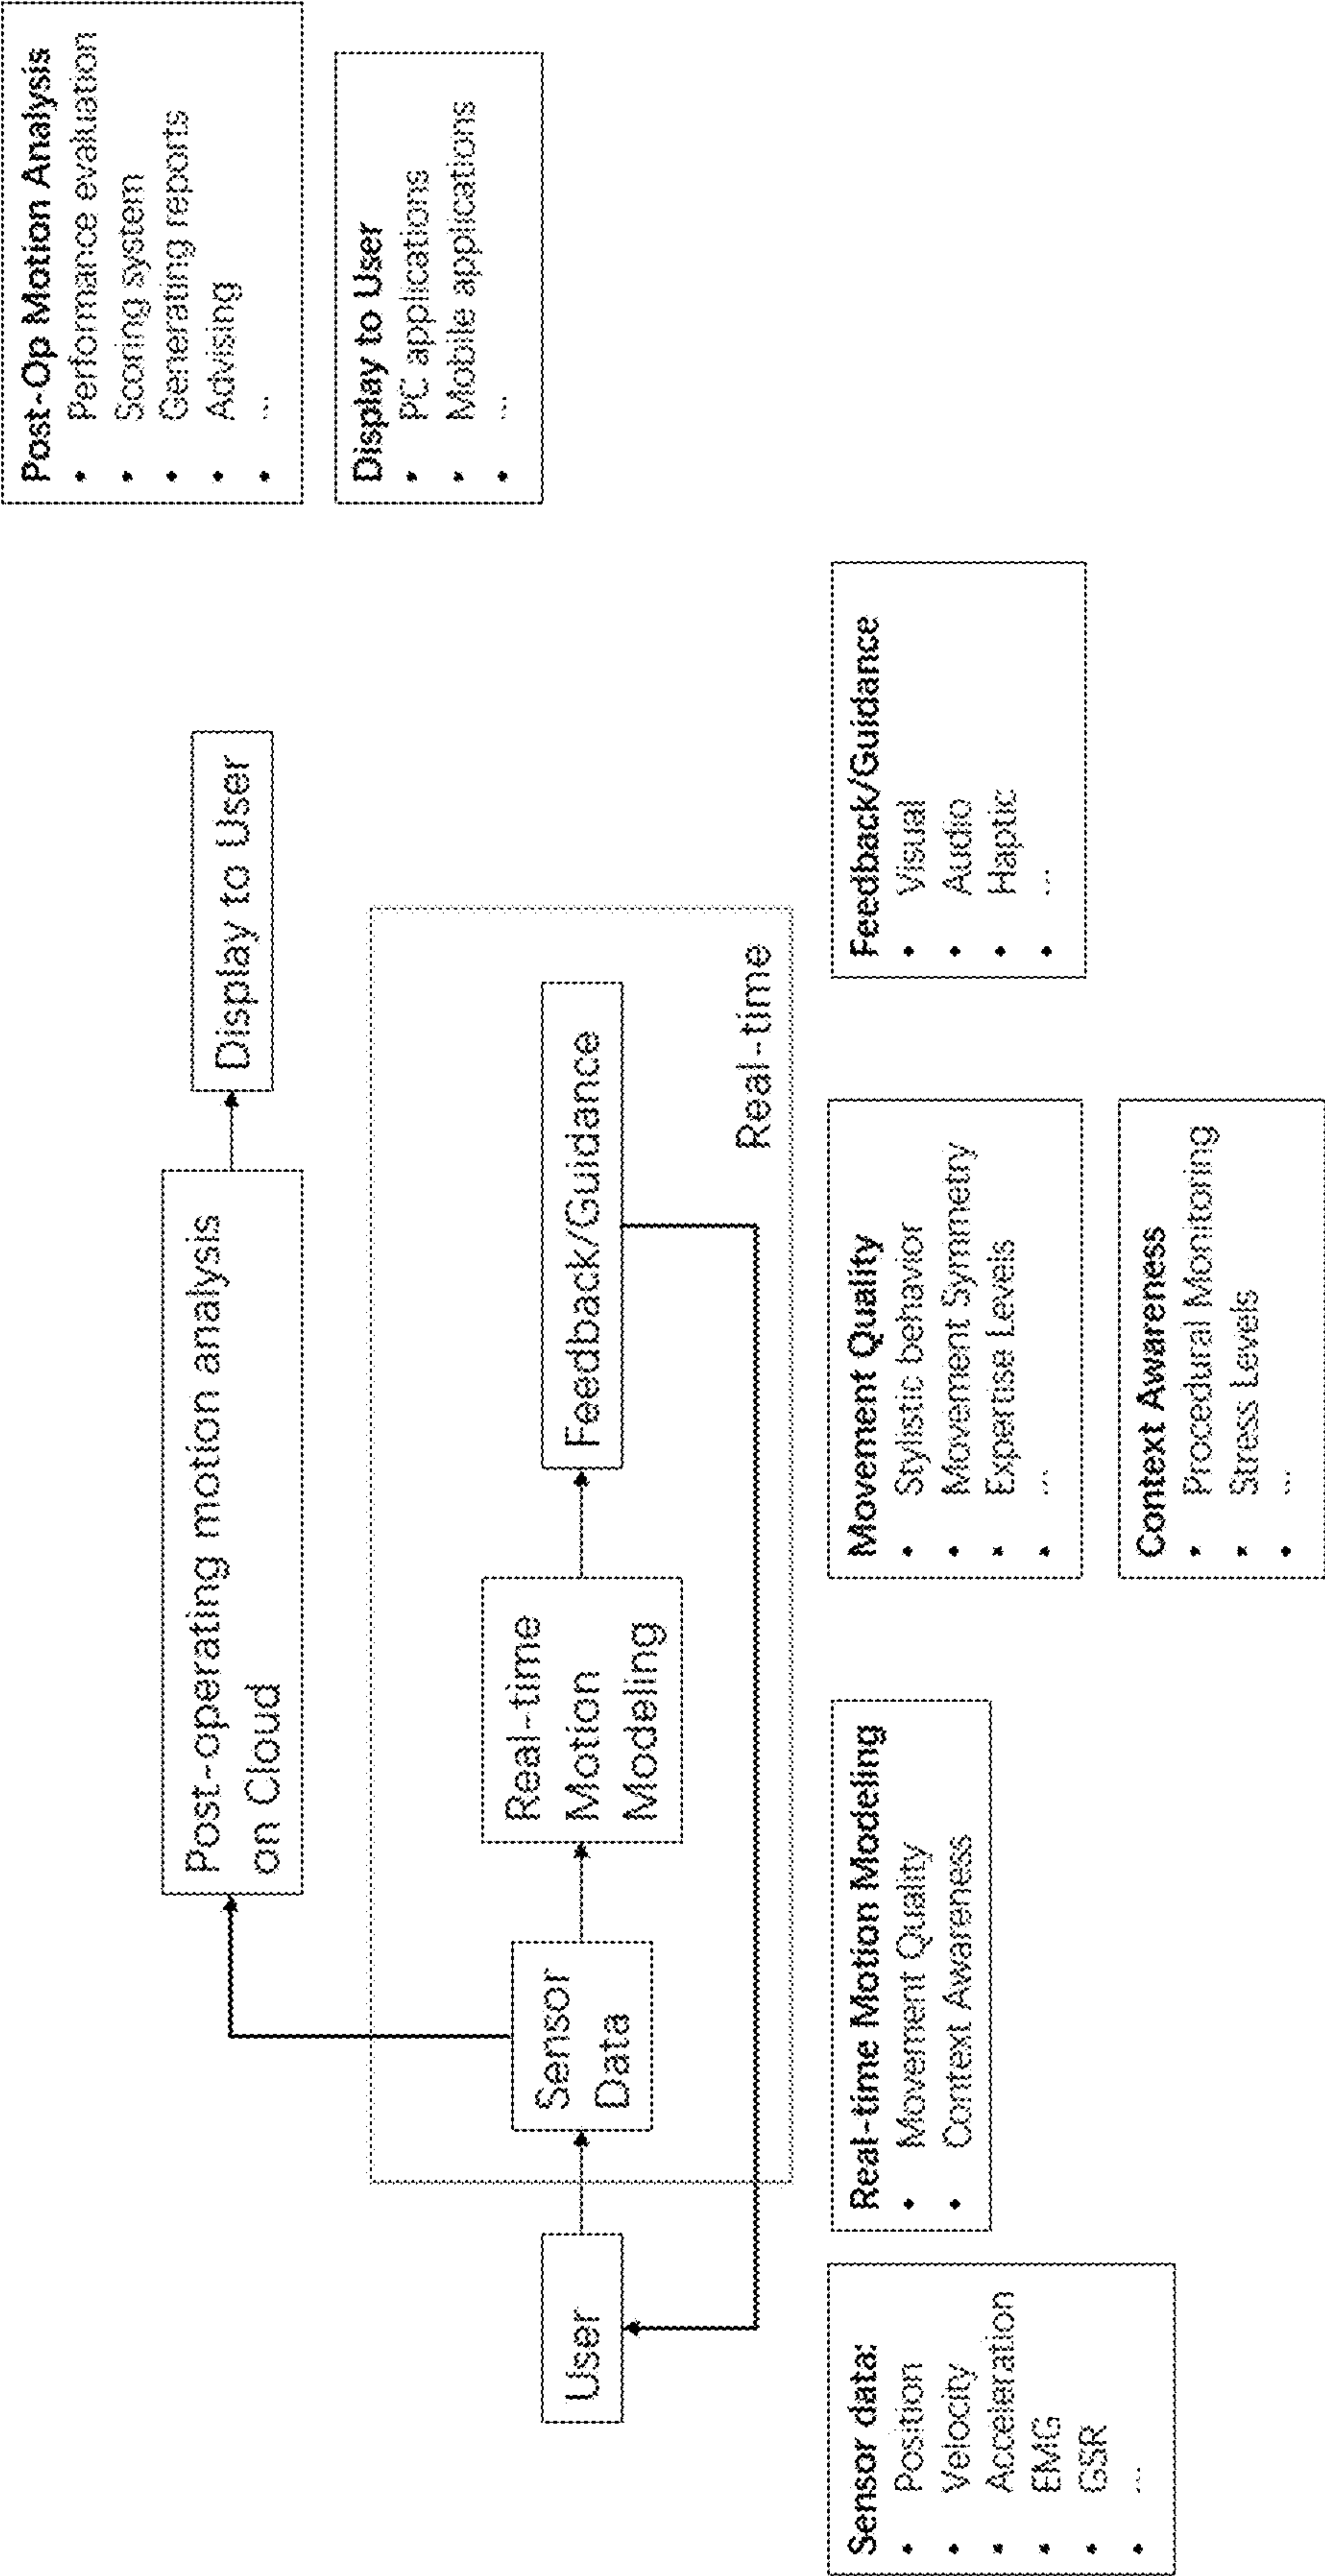 Post-operating motion analysis
on Cloud
Display to User
User
Sensor
Data
Real-time
Motion
Modeling
Feedback/Guidance
Real-time
Sensor data:
• Position
• Velocity
• Acceleration
• EMG
• GSR
• ...
Real-time Motion Modeling
• Movement Quality
• Context Awareness
Movement Quality
• Stylistic behavior
• Movement Symmetry
• Expertise Levels
• ...
Context Awareness
• Procedural Monitoring
• Stress Levels
• ...
Feedback/Guidance
• Visual
• Audio
• Haptic
• ...
Post-Op Motion Analysis
• Performance evaluation
• Scoring system
• Generating reports
• Advising
• ...
Display to User
• PC applications
• Mobile applications
• ...